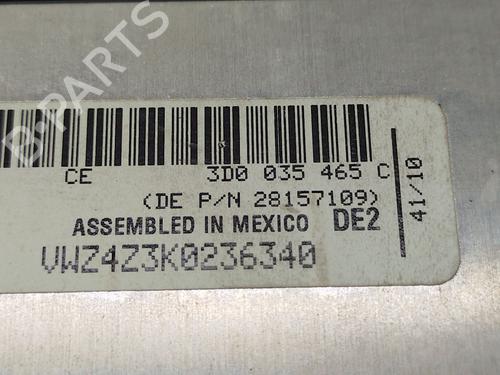 B-PARTS
CE 3D0 035 465 C
(DE P/N 28157109)
ASSEMBLED IN MEXICO DE2
VWZ4Z3K0236340
41/10